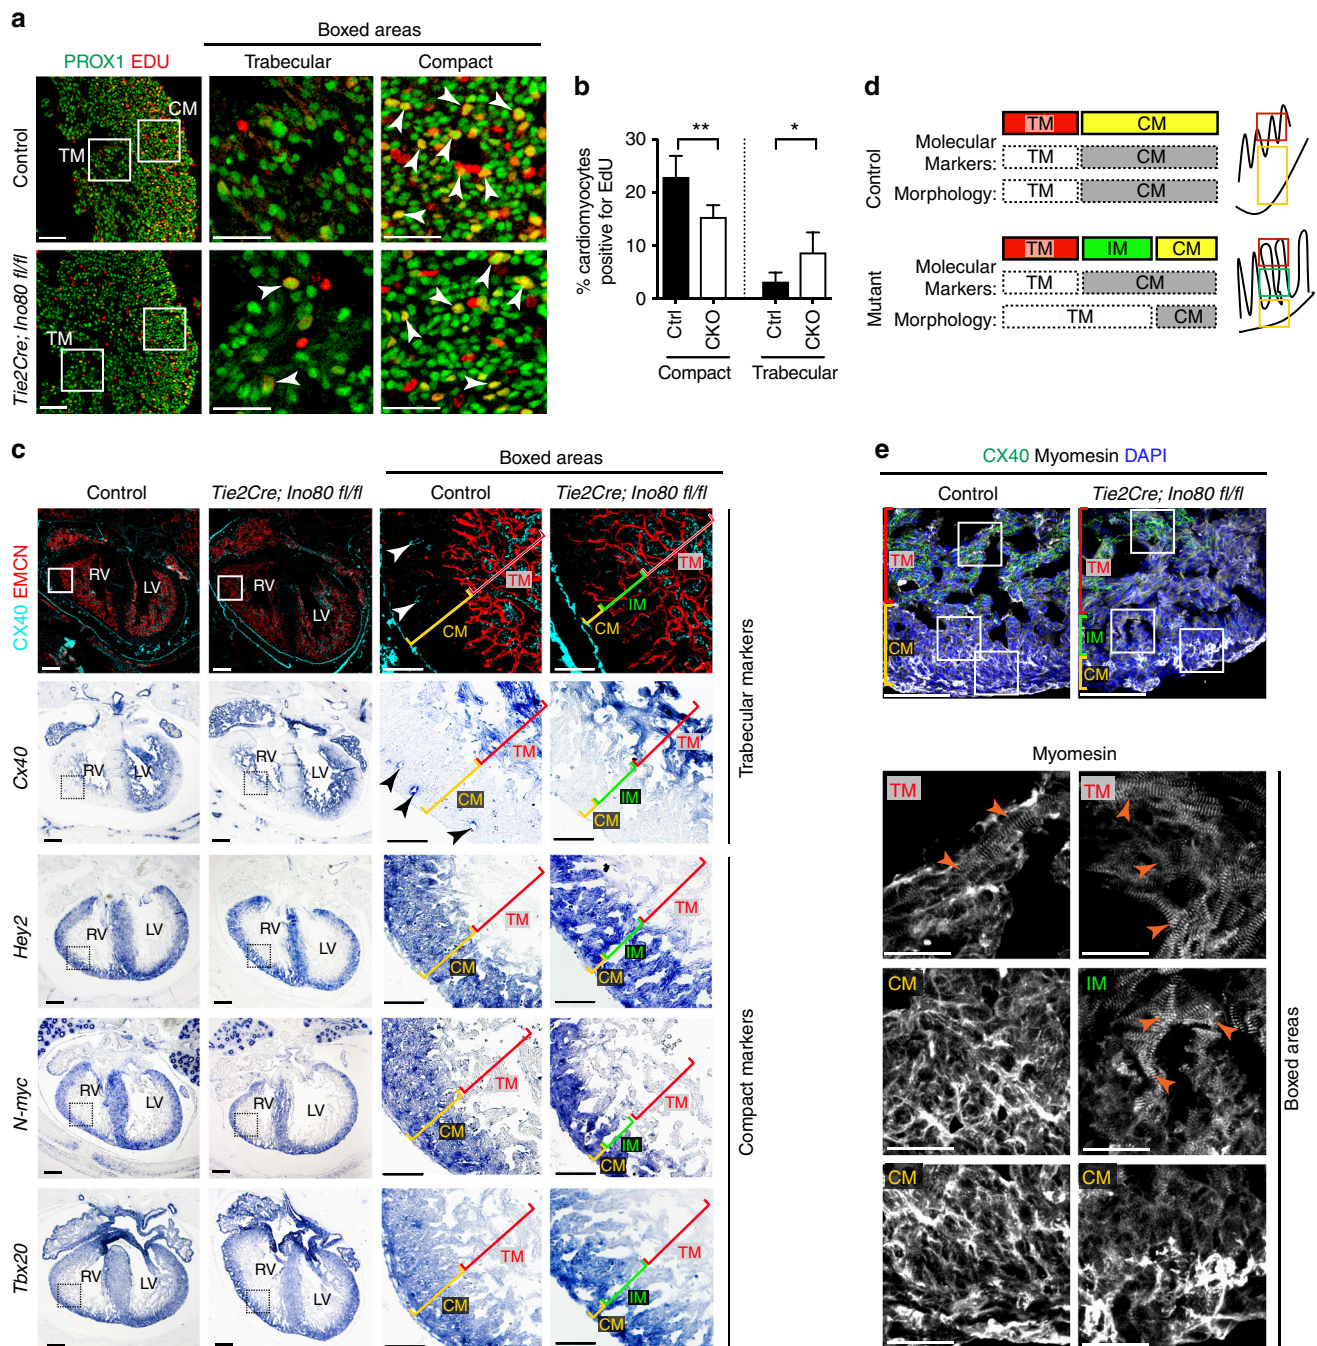 a
Boxed areas
PROX1 EDU
Trabecular
Compact
Control
Tie2Cre; Ino80 fl/fl
TM
CM
TM
b
% cardiomyocytes
positive for EdU
30
20
10
0
**
*
Ctrl
CKO
Ctrl
CKO
Compact
Trabecular
d
Control
Molecular
Markers:
Morphology:
TM CM
TM CM
TM CM
Mutant
Molecular
Markers:
Morphology:
TM IM CM
TM CM
TM CM
c
Boxed areas
Control
Tie2Cre; Ino80 fl/fl
Control
Tie2Cre; Ino80 fl/fl
CX40 EMCN
RV LV
RV LV
CM TM
CM IM TM
Cx40
RV LV
RV LV
CM TM
CM IM TM
Trabecular markers
Hey2
RV LV
RV LV
CM TM
CM IM TM
N-myc
RV LV
RV LV
CM TM
CM IM TM
Tbx20
RV LV
RV LV
CM TM
CM IM TM
Compact markers
e
CX40 Myomesin DAPI
Control
Tie2Cre; Ino80 fl/fl
TM
CM
TM
IM
CM
Myomesin
TM
TM
CM
IM
CM
CM
Boxed areas